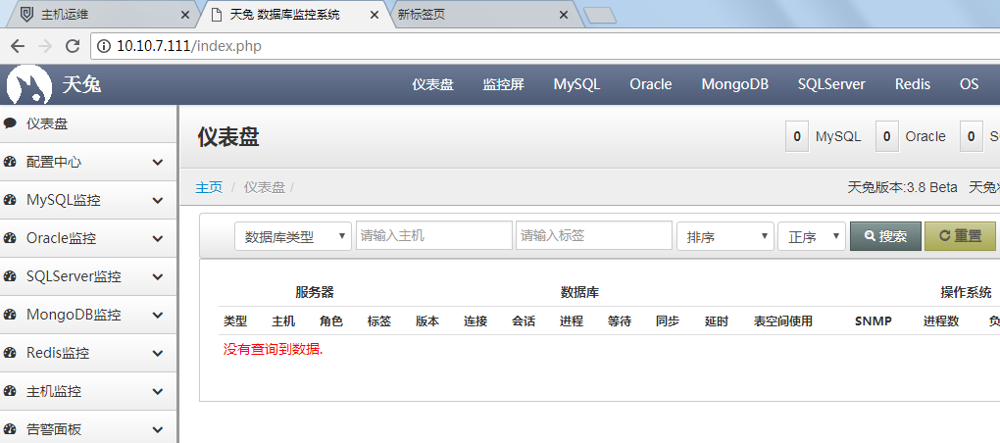 主机运维
天兔 数据库监控系统
新标签页
10.10.7.111/index.php
天兔
仪表盘 监控屏 MySQL Oracle MongoDB SQLServer Redis OS
仪表盘
配置中心
MySQL监控
Oracle监控
SQLServer监控
MongoDB监控
Redis监控
主机监控
告警面板
仪表盘
0 MySQL 0 Oracle 0 S
主页 / 仪表盘 /
天兔版本:3.8 Beta 天兔
数据库类型 请输入主机 请输入标签 排序 正序 搜索 重置
服务器 数据库 操作系统
类型 主机 角色 标签 版本 连接 会话 进程 等待 同步 延时 表空间使用 SNMP 进程数 负
没有查询到数据.